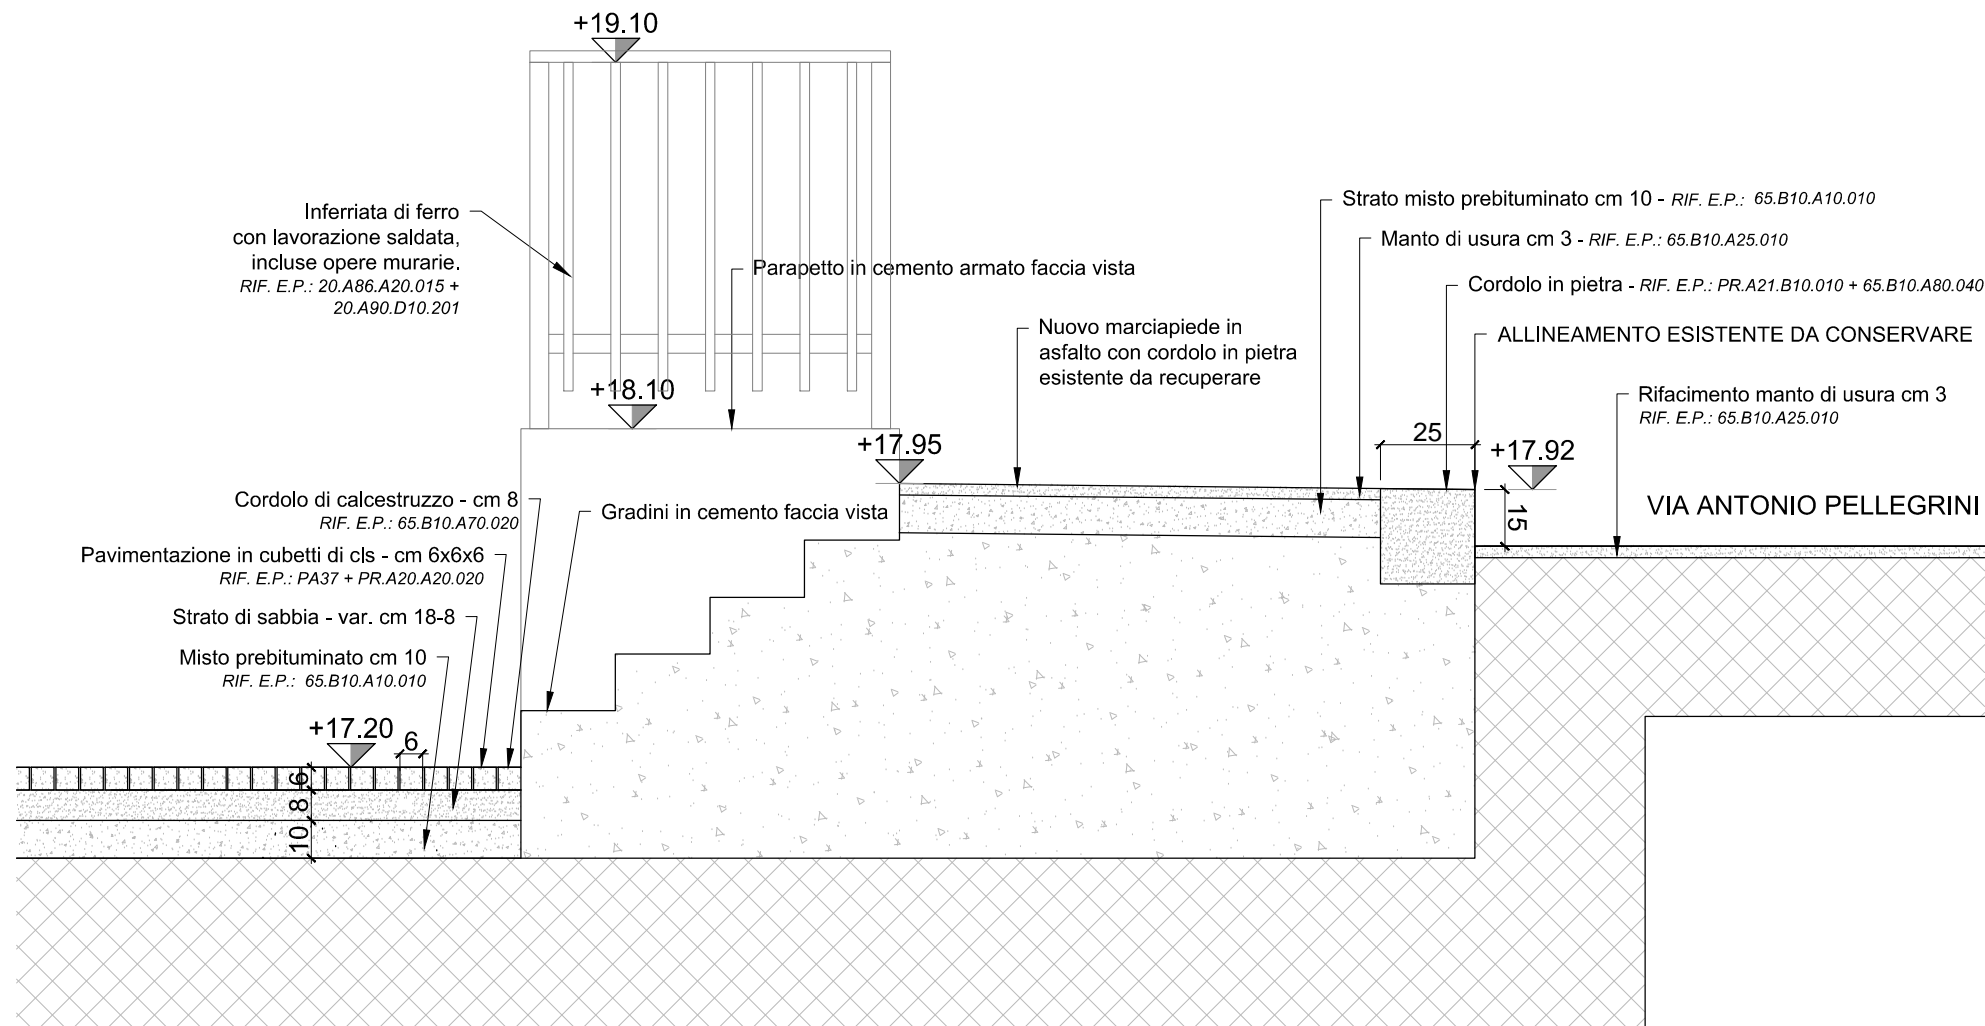 +19.10
Inferriata di ferro
con lavorazione saldata,
incluse opere murarie.
RIF. E.P.: 20.A86.A20.015 +
20.A90.D10.201
Parapetto in cemento armato faccia vista
Strato misto prebituminato cm 10 - RIF. E.P.: 65.B10.A10.010
Manto di usura cm 3 - RIF. E.P.: 65.B10.A25.010
Cordolo in pietra - RIF. E.P.: PR.A21.B10.010 + 65.B10.A80.040
Nuovo marciapiede in
asfalto con cordolo in pietra
esistente da recuperare
ALLINEAMENTO ESISTENTE DA CONSERVARE
Rifacimento manto di usura cm 3
RIF. E.P.: 65.B10.A25.010
+18.10
+17.95
25
+17.92
15
VIA ANTONIO PELLEGRINI
Cordolo di calcestruzzo - cm 8
RIF. E.P.: 65.B10.A70.020
Gradini in cemento faccia vista
Pavimentazione in cubetti di cls - cm 6x6x6
RIF. E.P.: PA37 + PR.A20.A20.020
Strato di sabbia - var. cm 18-8
Misto prebituminato cm 10
RIF. E.P.: 65.B10.A10.010
+17.20
6
6
8
10